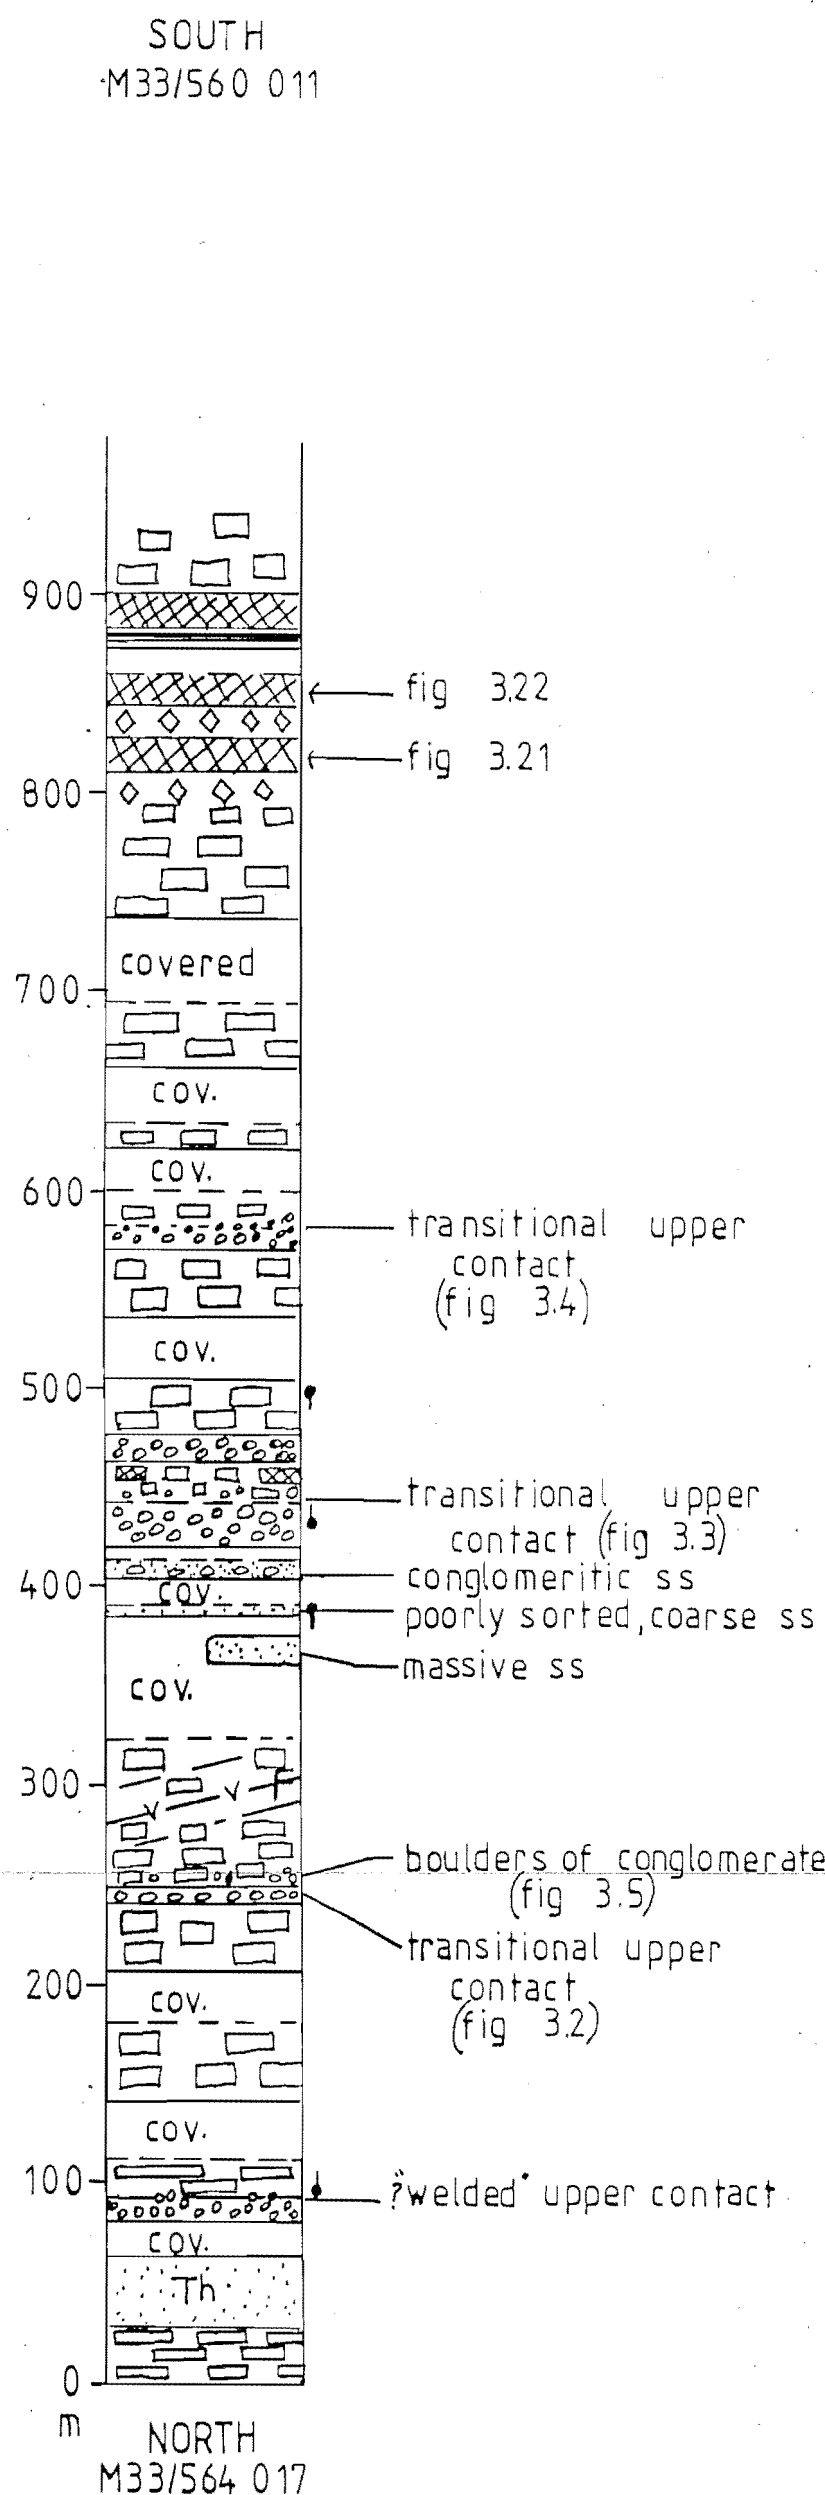 SOUTH
M33/560 011
900
fig 3.22
fig 3.21
800
covered
700
cov.
cov.
600
transitional upper
contact
(fig 3.4)
cov.
500
transitional upper
contact (fig 3.3)
conglomeritic ss
400
cov.
poorly sorted, coarse ss
massive ss
cov.
300
v
v
F
boulders of conglomerate
(fig 3.5)
transitional upper
contact
(fig 3.2)
200
cov.
cov.
100
?"welded" upper contact
cov.
Th
0
m
NORTH
M33/564 017